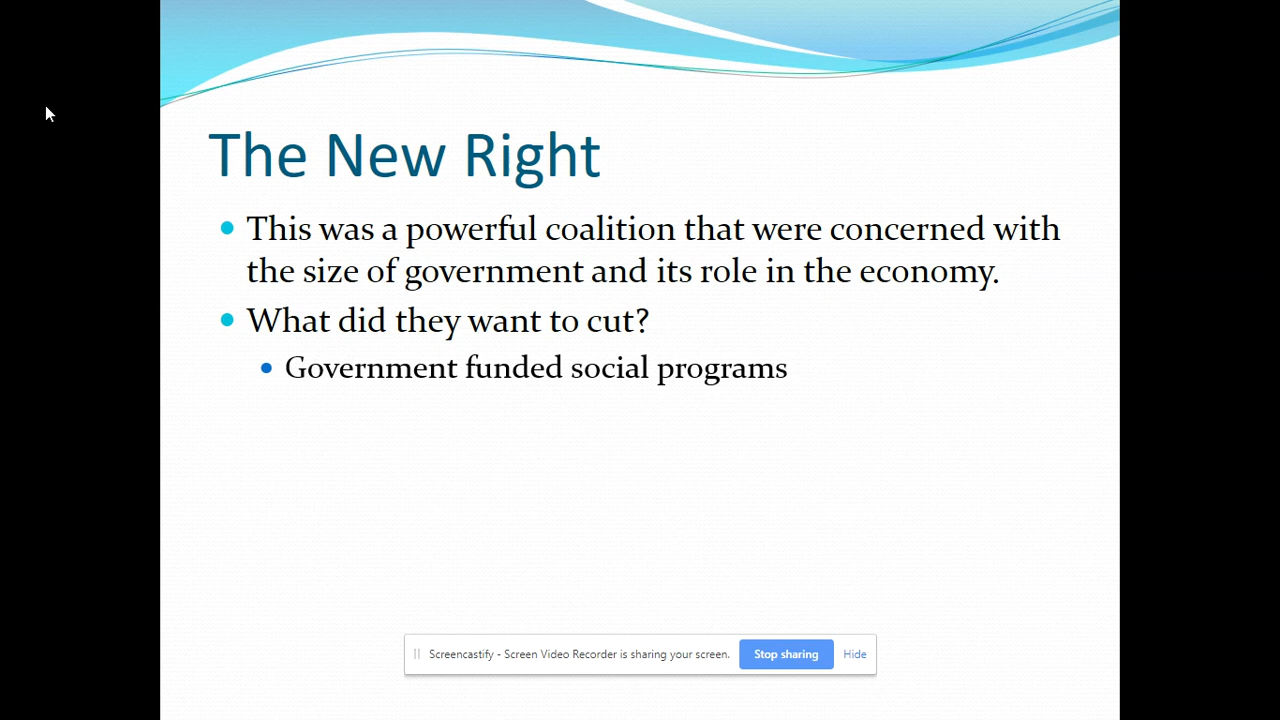 The New Right
This was a powerful coalition that were concerned with
the size of government and its role in the economy.
What did they want to cut?
Government funded social programs
Screencastify - Screen Video Recorder is sharing your screen. Stop sharing Hide